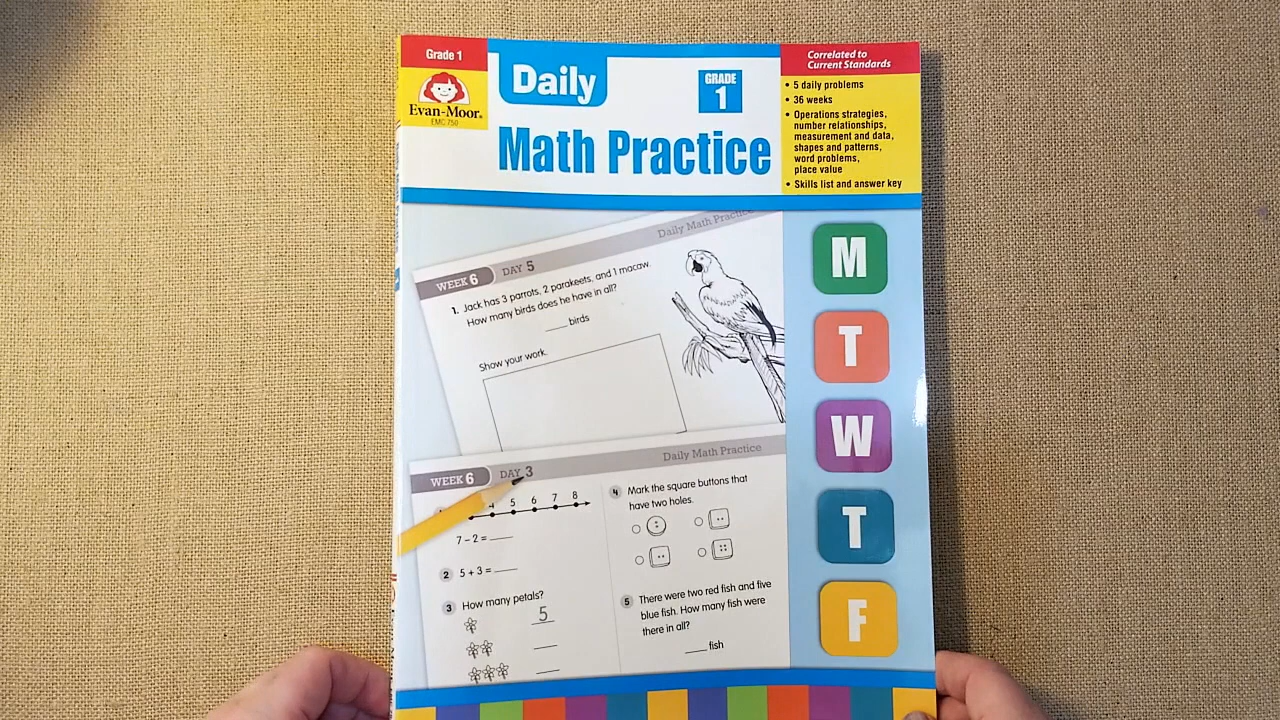 Grade 1
Evan-Moor®
EMC 750
Daily
GRADE
1
Math Practice
Correlated to
Current Standards
• 5 daily problems
• 36 weeks
• Operations strategies,
number relationships,
measurement and data,
shapes and patterns,
word problems,
place value
• Skills list and answer key
WEEK 6 DAY 5
Daily Math Practice
1. Jack has 3 parrots, 2 parakeets, and 1 macaw.
How many birds does he have in all?
____ birds
Show your work.
WEEK 6 DAY 3
Daily Math Practice
4 5 6 7 8
7 – 2 = ____
2 5 + 3 = ____
3 How many petals?
5
4 Mark the square buttons that
have two holes.
5 There were two red fish and five
blue fish. How many fish were
there in all?
____ fish
M
T
W
T
F